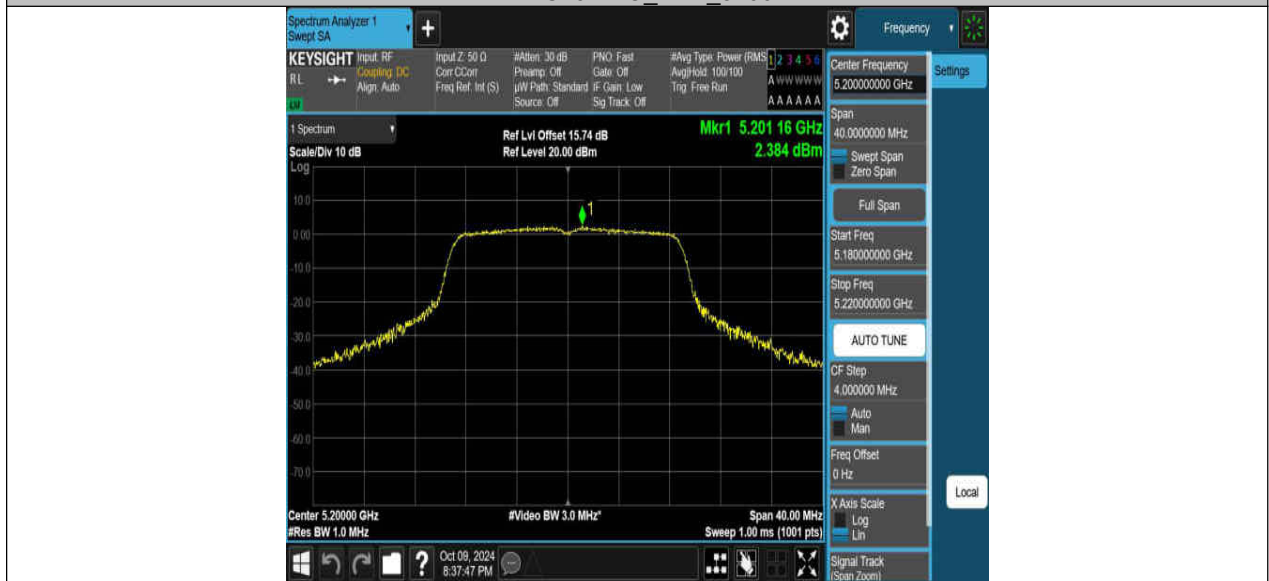 Spectrum Analyzer 1
Swept SA
+
Frequency
KEYSIGHT
RL
Input: RF
Coupling: DC
Align: Auto
Input Z: 50 Ω
Corr CCorr
Freq Ref: Int (S)
#Atten: 30 dB
Preamp: Off
µW Path: Standard
Source: Off
PNO: Fast
Gate: Off
IF Gain: Low
Sig Track: Off
#Avg Type: Power (RMS
Avg|Hold: 100/100
Trig: Free Run
1 2 3 4 5 6
A W W W W W
A A A A A A
1 Spectrum
Scale/Div 10 dB
Log
Ref Lvl Offset 15.74 dB
Ref Level 20.00 dBm
Mkr1 5.201 16 GHz
2.384 dBm
10.0
0.00
-10.0
-20.0
-30.0
-40.0
-50.0
-60.0
-70.0
1
Center 5.20000 GHz
#Res BW 1.0 MHz
#Video BW 3.0 MHz*
Span 40.00 MHz
Sweep 1.00 ms (1001 pts)
?
Oct 09, 2024
8:37:47 PM
Center Frequency
5.200000000 GHz
Settings
Span
40.0000000 MHz
Swept Span
Zero Span
Full Span
Start Freq
5.180000000 GHz
Stop Freq
5.220000000 GHz
AUTO TUNE
CF Step
4.000000 MHz
Auto
Man
Freq Offset
0 Hz
X Axis Scale
Log
Lin
Local
Signal Track
(Span Zoom)